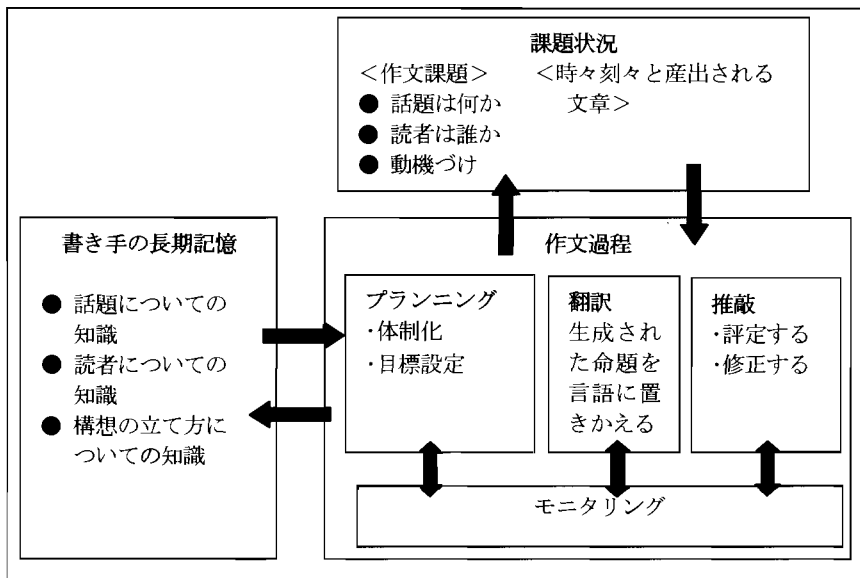 課題状況
＜作文課題＞
● 話題は何か
● 読者は誰か
● 動機づけ
＜時々刻々と産出される
文章＞
書き手の長期記憶
● 話題についての
知識
● 読者についての
知識
● 構想の立て方に
ついての知識
作文過程
プランニング
・体制化
・目標設定
翻訳
生成され
た命題を
言語に置
きかえる
推敲
・評定する
・修正する
モニタリング